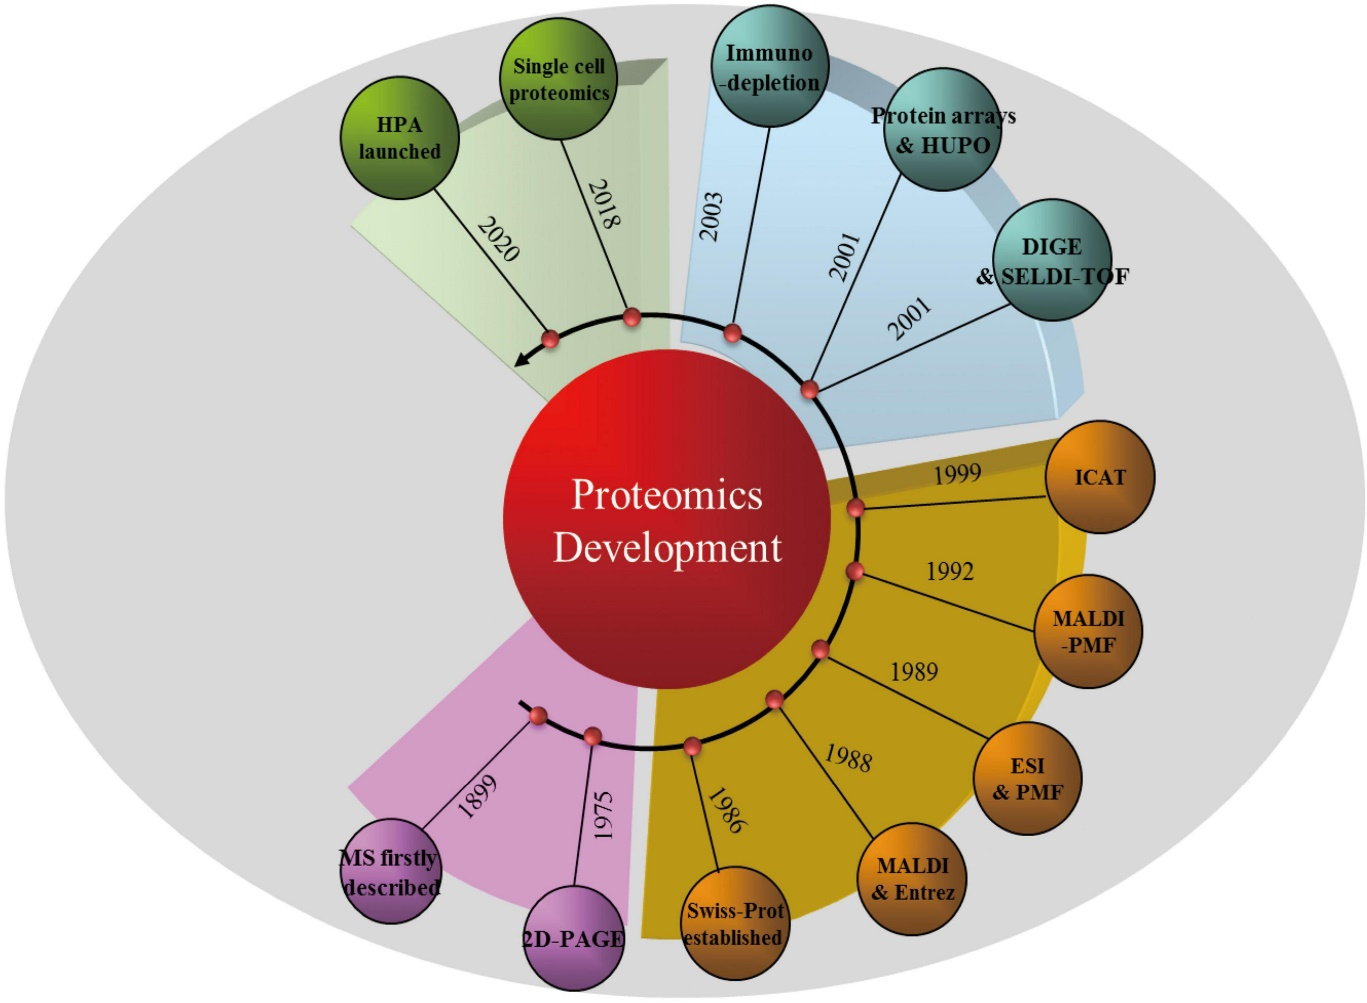 Proteomics
Development
MS firstly
described
1899
2D-PAGE
1975
Swiss-Prot
established
1986
MALDI
& Entrez
1988
ESI
& PMF
1989
MALDI
-PMF
1992
ICAT
1999
DIGE
& SELDI-TOF
2001
Protein arrays
& HUPO
2001
Immuno
-depletion
2003
Single cell
proteomics
2018
HPA
launched
2020